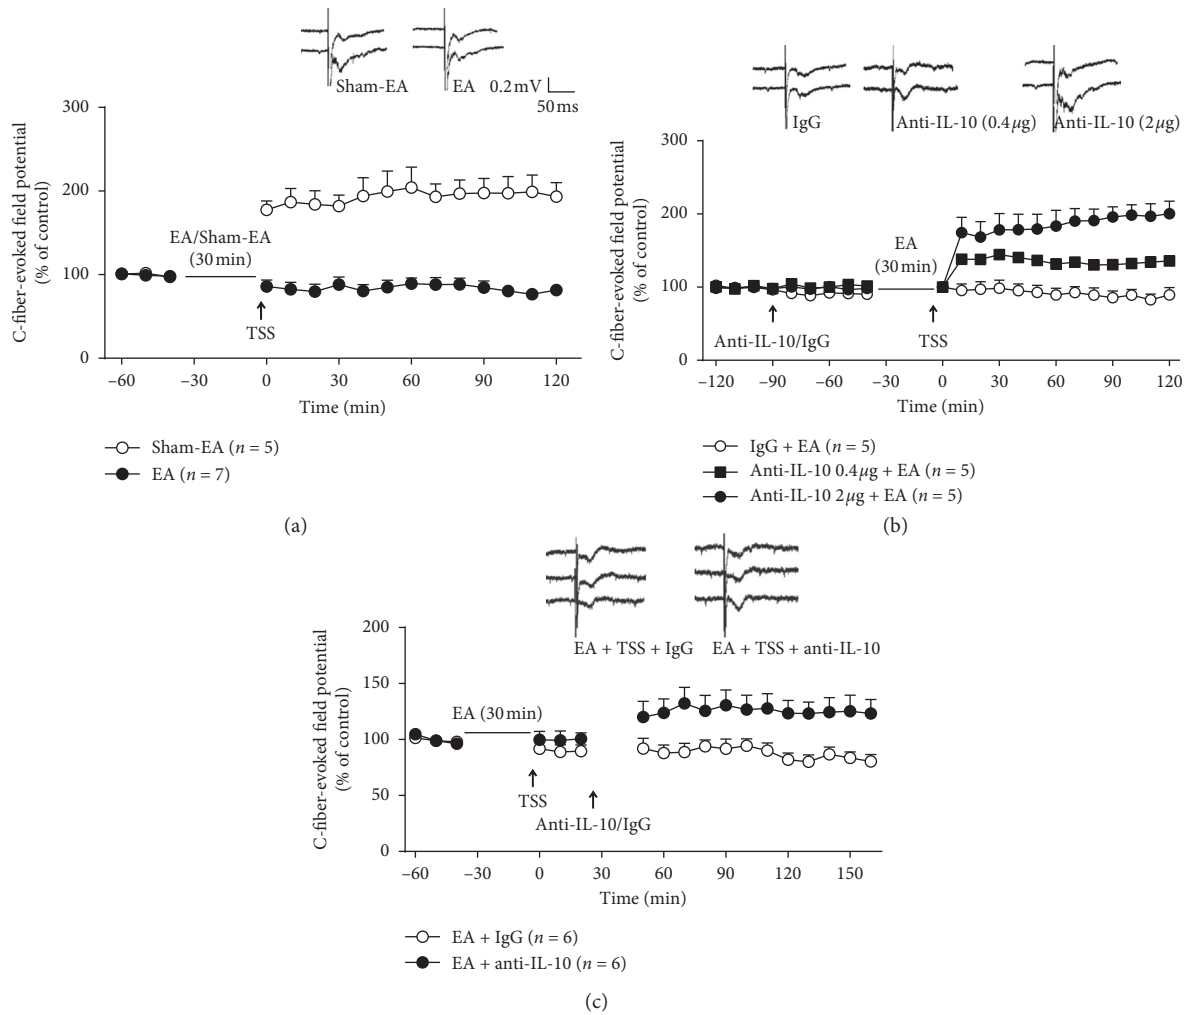 (a)
Sham-EA
EA
0.2 mV
50 ms
300
200
100
0
C-fiber-evoked field potential
(% of control)
EA/Sham-EA
(30 min)
TSS
–60
–30
0
30
60
90
120
Time (min)
Sham-EA (n = 5)
EA (n = 7)
(a)
IgG
Anti-IL-10 (0.4 μg)
Anti-IL-10 (2 μg)
300
200
100
0
C-fiber-evoked field potential
(% of control)
EA
(30 min)
Anti-IL-10/IgG
TSS
–120
–90
–60
–30
0
30
60
90
120
Time (min)
IgG + EA (n = 5)
Anti-IL-10 0.4 μg + EA (n = 5)
Anti-IL-10 2 μg + EA (n = 5)
(b)
EA + TSS + IgG
EA + TSS + anti-IL-10
200
150
100
50
0
C-fiber-evoked field potential
(% of control)
EA (30 min)
TSS
Anti-IL-10/IgG
–60
–30
0
30
60
90
120
150
Time (min)
EA + IgG (n = 6)
EA + anti-IL-10 (n = 6)
(c)